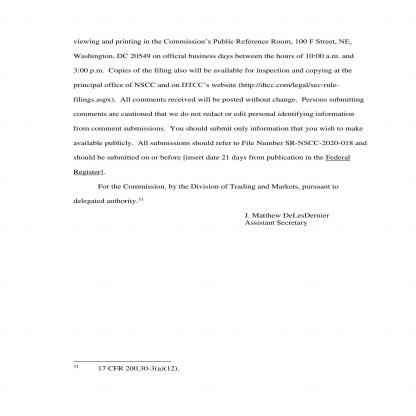 viewing and printing in the Commission's Public Reference Room, 100 F Street, NE,
Washington, DC 20549 on official business days between the hours of 10:00 a.m. and
3:00 p.m.  Copies of the filing also will be available for inspection and copying at the
principal office of NSCC and on DTCC's website (http://dtcc.com/legal/sec-rule-
filings.aspx).  All comments received will be posted without change.  Persons submitting
comments are cautioned that we do not redact or edit personal identifying information
from comment submissions.  You should submit only information that you wish to make
available publicly.  All submissions should refer to File Number SR-NSCC-2020-018 and
should be submitted on or before [insert date 21 days from publication in the Federal
Register].
For the Commission, by the Division of Trading and Markets, pursuant to
delegated authority.31
J. Matthew DeLesDernier
Assistant Secretary
31 17 CFR 200.30-3(a)(12).